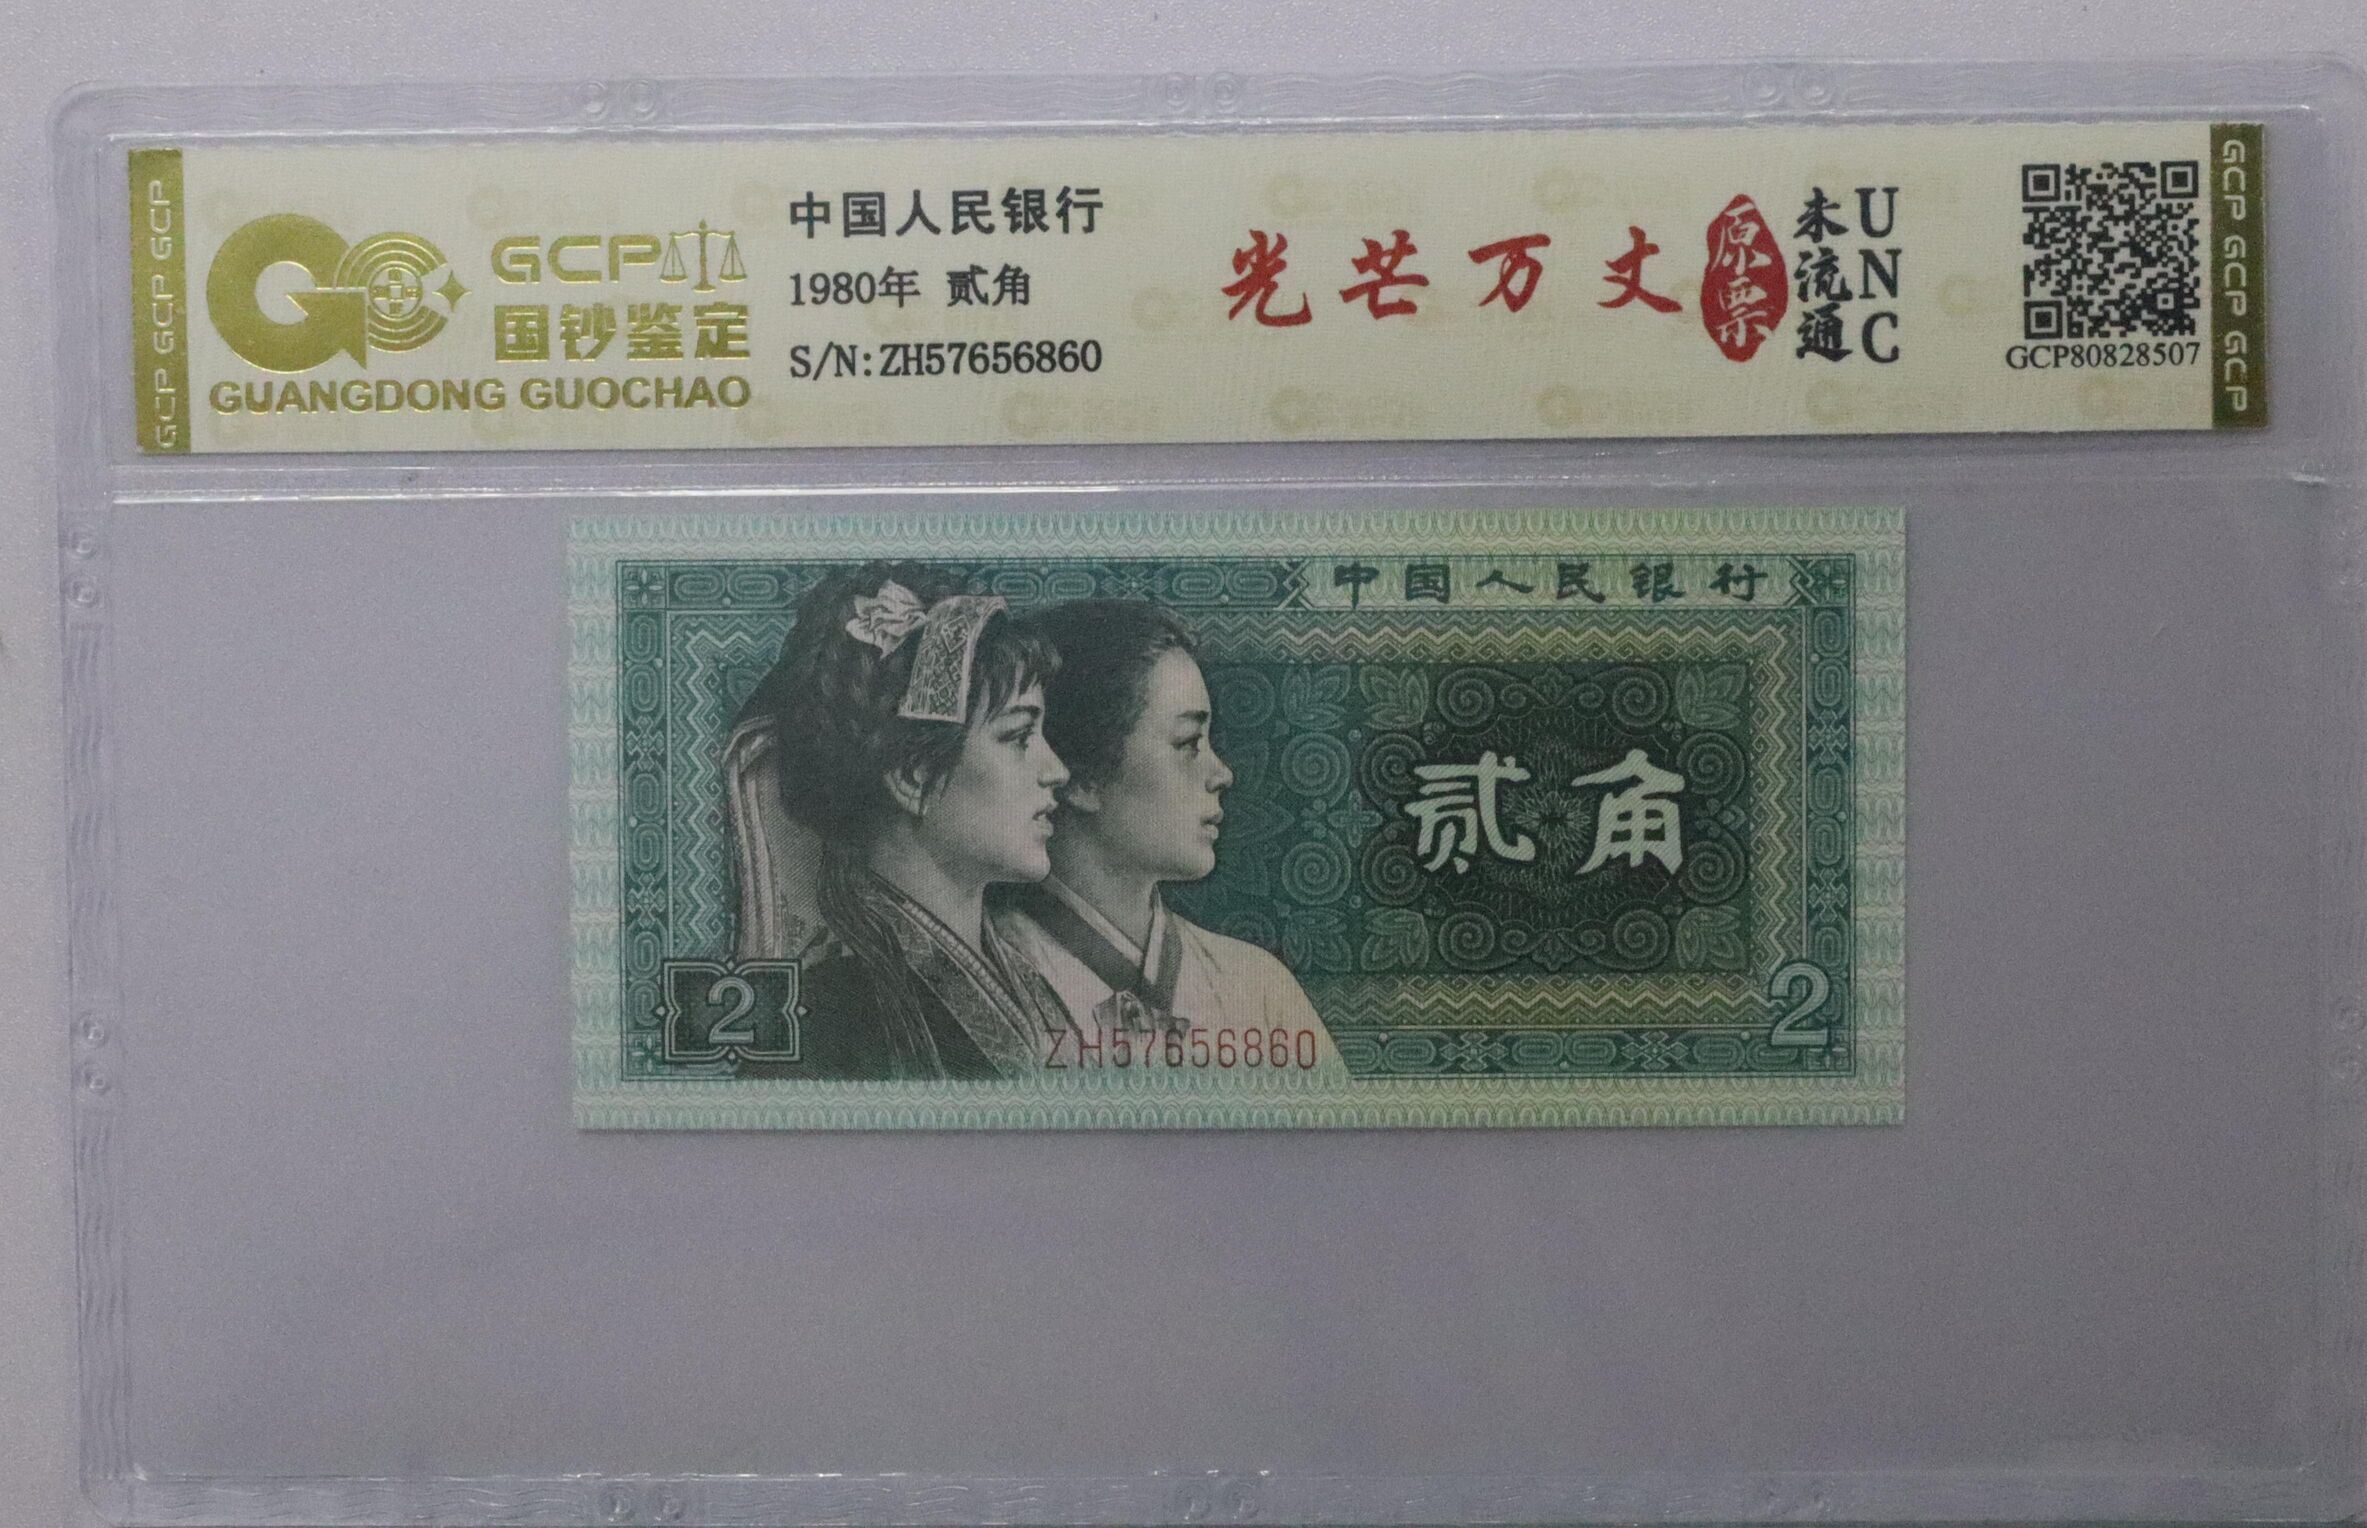 GCP GCP GCP GCP
GCP
国钞鉴定
GUANGDONG GUOCHAO
中国人民银行
1980年 贰角
S/N:ZH57656860
光芒万丈
原票
未流通
UNC
GCP80828507
GCP GCP GCP
中国人民银行
贰角
2
2
ZH57656860